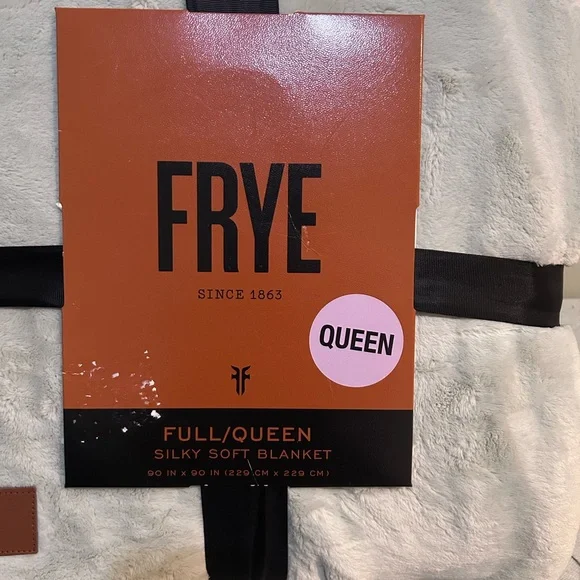 FRYE
SINCE 1863
QUEEN
FULL/QUEEN
SILKY SOFT BLANKET
90 IN x 90 IN (229 CM x 229 CM)